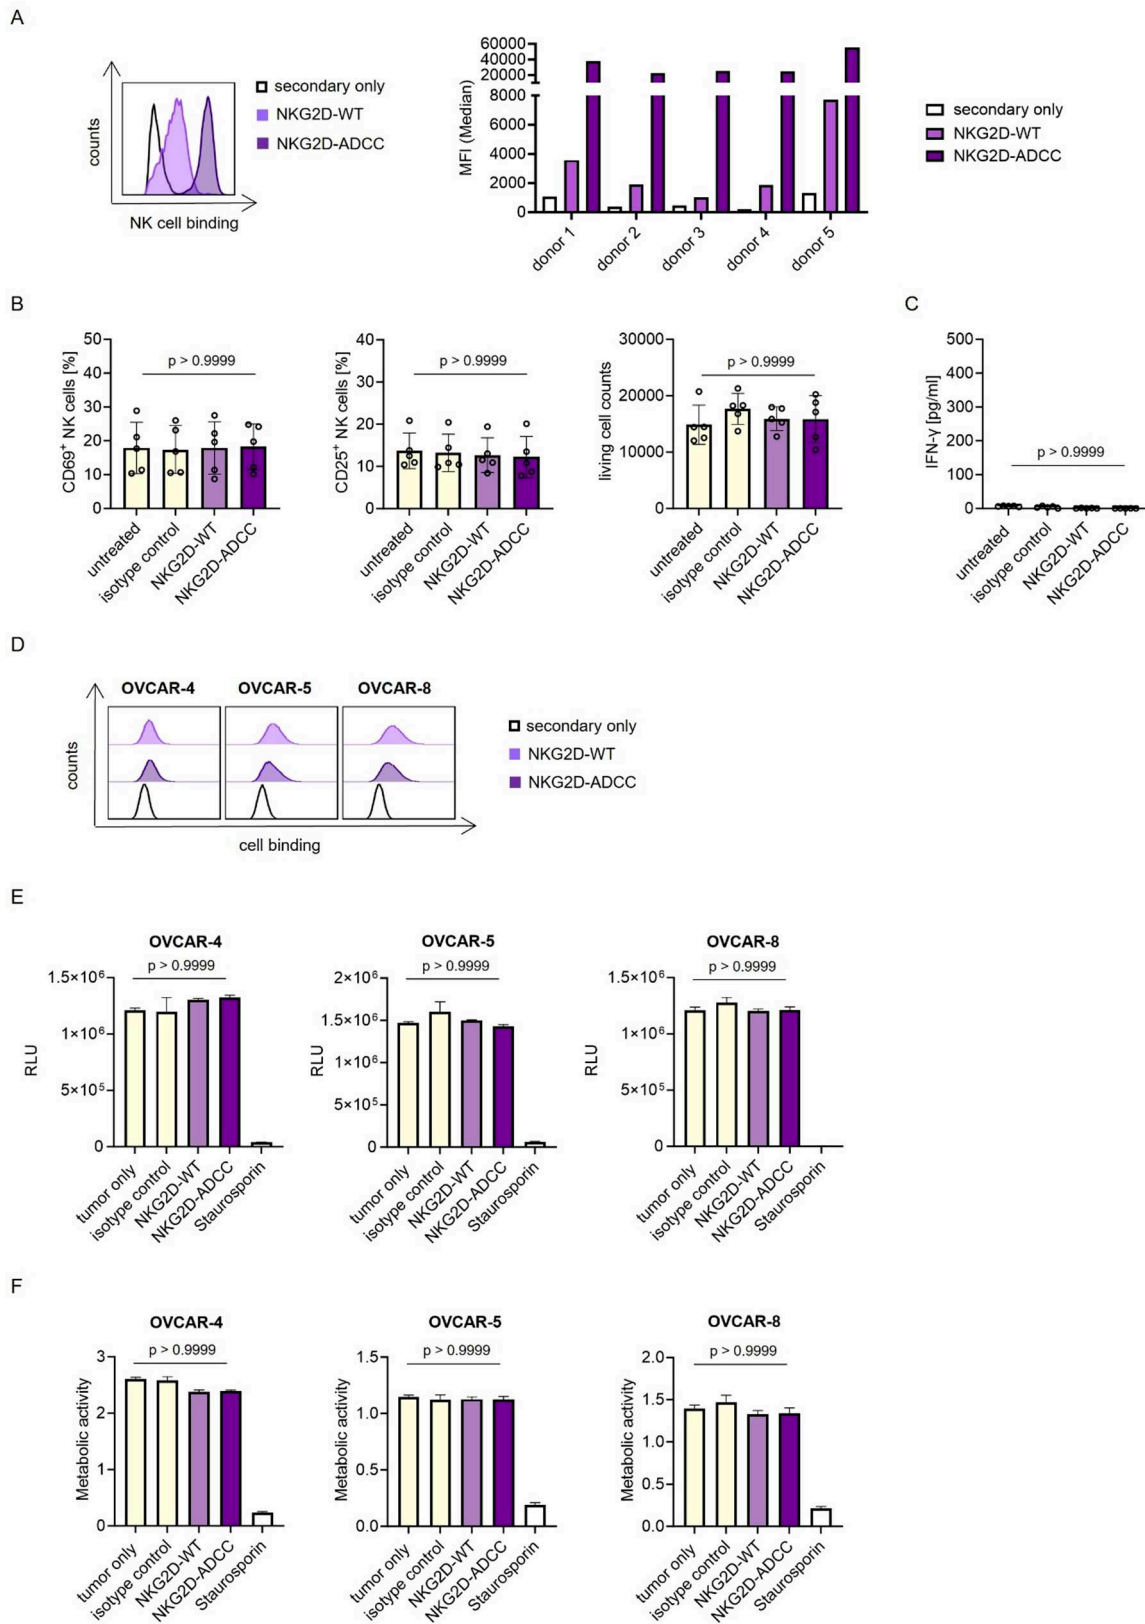 A
counts
NK cell binding
secondary only
NKG2D-WT
NKG2D-ADCC
MFI (Median)
60000
40000
20000
8000
6000
4000
2000
0
donor 1
donor 2
donor 3
donor 4
donor 5
secondary only
NKG2D-WT
NKG2D-ADCC
B
CD69⁺ NK cells [%]
50
40
30
20
10
0
p > 0.9999
untreated
isotype control
NKG2D-WT
NKG2D-ADCC
CD25⁺ NK cells [%]
40
30
20
10
0
p > 0.9999
untreated
isotype control
NKG2D-WT
NKG2D-ADCC
living cell counts
30000
20000
10000
0
p > 0.9999
untreated
isotype control
NKG2D-WT
NKG2D-ADCC
C
IFN-γ [pg/ml]
500
400
300
200
100
0
p > 0.9999
untreated
isotype control
NKG2D-WT
NKG2D-ADCC
D
OVCAR-4
OVCAR-5
OVCAR-8
counts
cell binding
secondary only
NKG2D-WT
NKG2D-ADCC
E
OVCAR-4
p > 0.9999
RLU
1.5×10⁶
1×10⁶
5×10⁵
0
tumor only
isotype control
NKG2D-WT
NKG2D-ADCC
Staurosporin
OVCAR-5
p > 0.9999
RLU
2×10⁶
1.5×10⁶
1×10⁶
5×10⁵
0
tumor only
isotype control
NKG2D-WT
NKG2D-ADCC
Staurosporin
OVCAR-8
p > 0.9999
RLU
1.5×10⁶
1×10⁶
5×10⁵
0
tumor only
isotype control
NKG2D-WT
NKG2D-ADCC
Staurosporin
F
OVCAR-4
p > 0.9999
Metabolic activity
3
2
1
0
tumor only
isotype control
NKG2D-WT
NKG2D-ADCC
Staurosporin
OVCAR-5
p > 0.9999
Metabolic activity
1.5
1.0
0.5
0.0
tumor only
isotype control
NKG2D-WT
NKG2D-ADCC
Staurosporin
OVCAR-8
p > 0.9999
Metabolic activity
2.0
1.5
1.0
0.5
0.0
tumor only
isotype control
NKG2D-WT
NKG2D-ADCC
Staurosporin